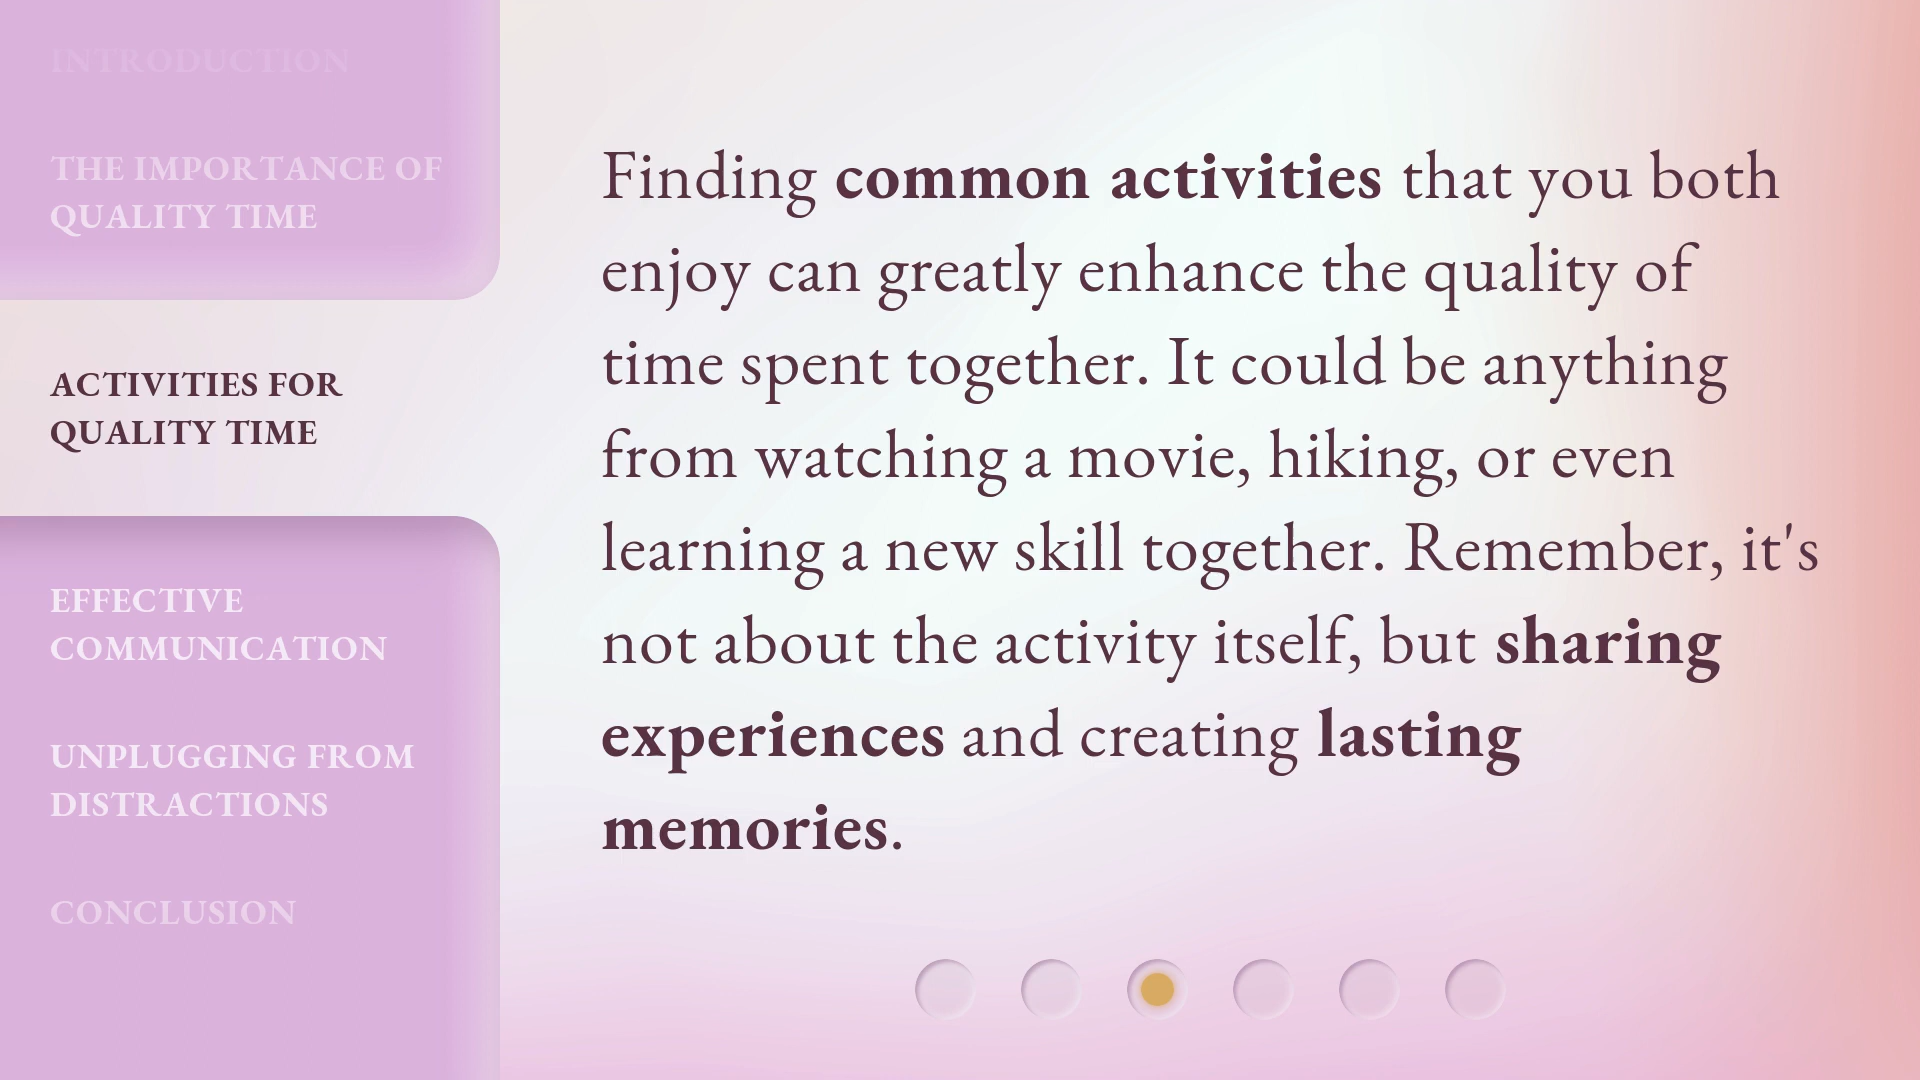 INTRODUCTION
THE IMPORTANCE OF
QUALITY TIME
ACTIVITIES FOR
QUALITY TIME
EFFECTIVE
COMMUNICATION
UNPLUGGING FROM
DISTRACTIONS
CONCLUSION
Finding common activities that you both
enjoy can greatly enhance the quality of
time spent together. It could be anything
from watching a movie, hiking, or even
learning a new skill together. Remember, it's
not about the activity itself, but sharing
experiences and creating lasting
memories.